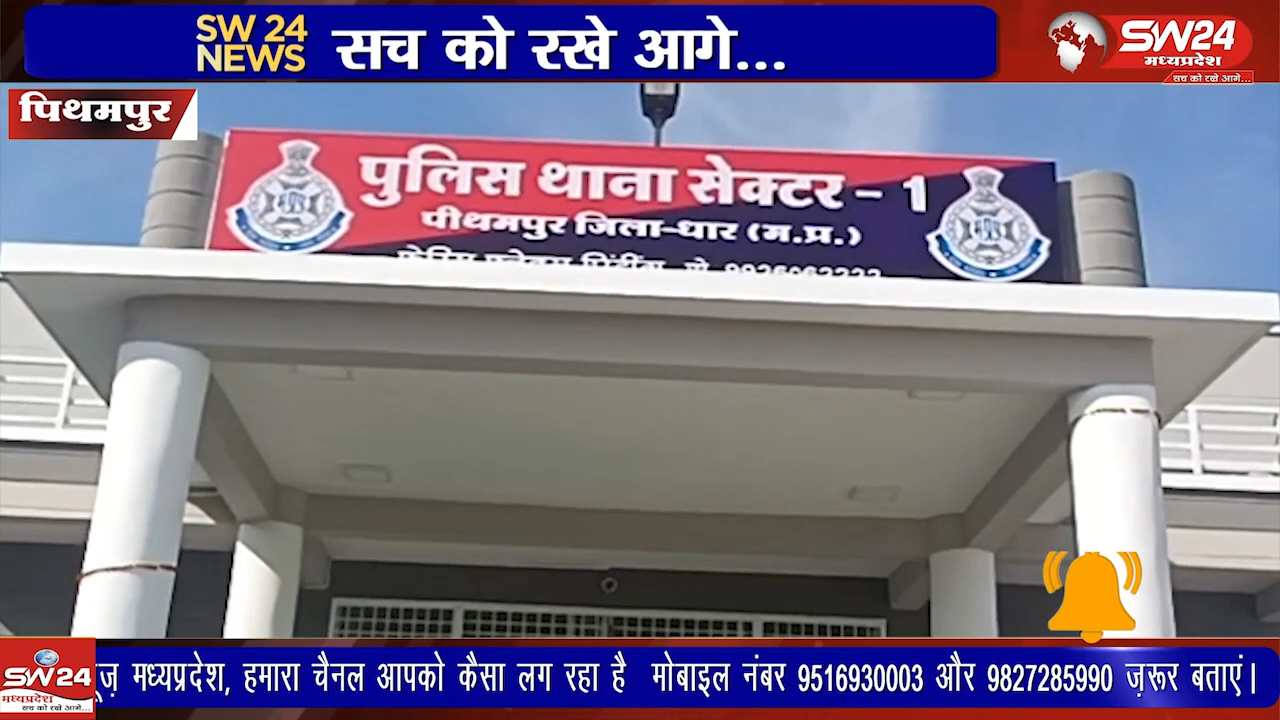 SW 24
NEWS
सच को रखे आगे...
SW24
मध्यप्रदेश
सच को रखे आगे...
पिथमपुर
पुलिस थाना सेक्टर - 1
पीथमपुर जिला-धार (म.प्र.)
SW24
मध्यप्रदेश
सच को रखे आगे...
मध्यप्रदेश, हमारा चैनल आपको कैसा लग रहा है मोबाइल नंबर 9516930003 और 9827285990 ज़रूर बताएं।